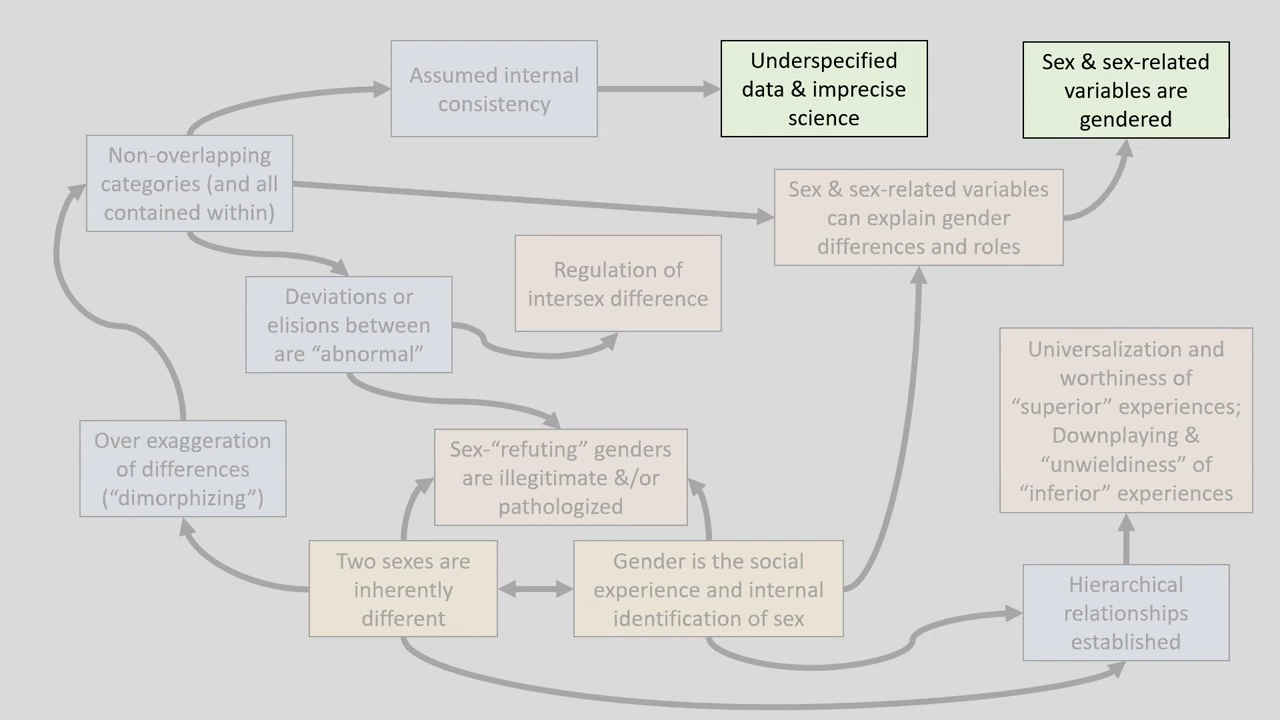 Assumed internal
consistency
Underspecified
data & imprecise
science
Sex & sex-related
variables are
gendered
Non-overlapping
categories (and all
contained within)
Sex & sex-related variables
can explain gender
differences and roles
Regulation of
intersex difference
Deviations or
elisions between
are “abnormal”
Universalization and
worthiness of
“superior” experiences;
Downplaying &
“unwieldiness” of
“inferior” experiences
Over exaggeration
of differences
(“dimorphizing”)
Sex-“refuting” genders
are illegitimate &/or
pathologized
Two sexes are
inherently
different
Gender is the social
experience and internal
identification of sex
Hierarchical
relationships
established